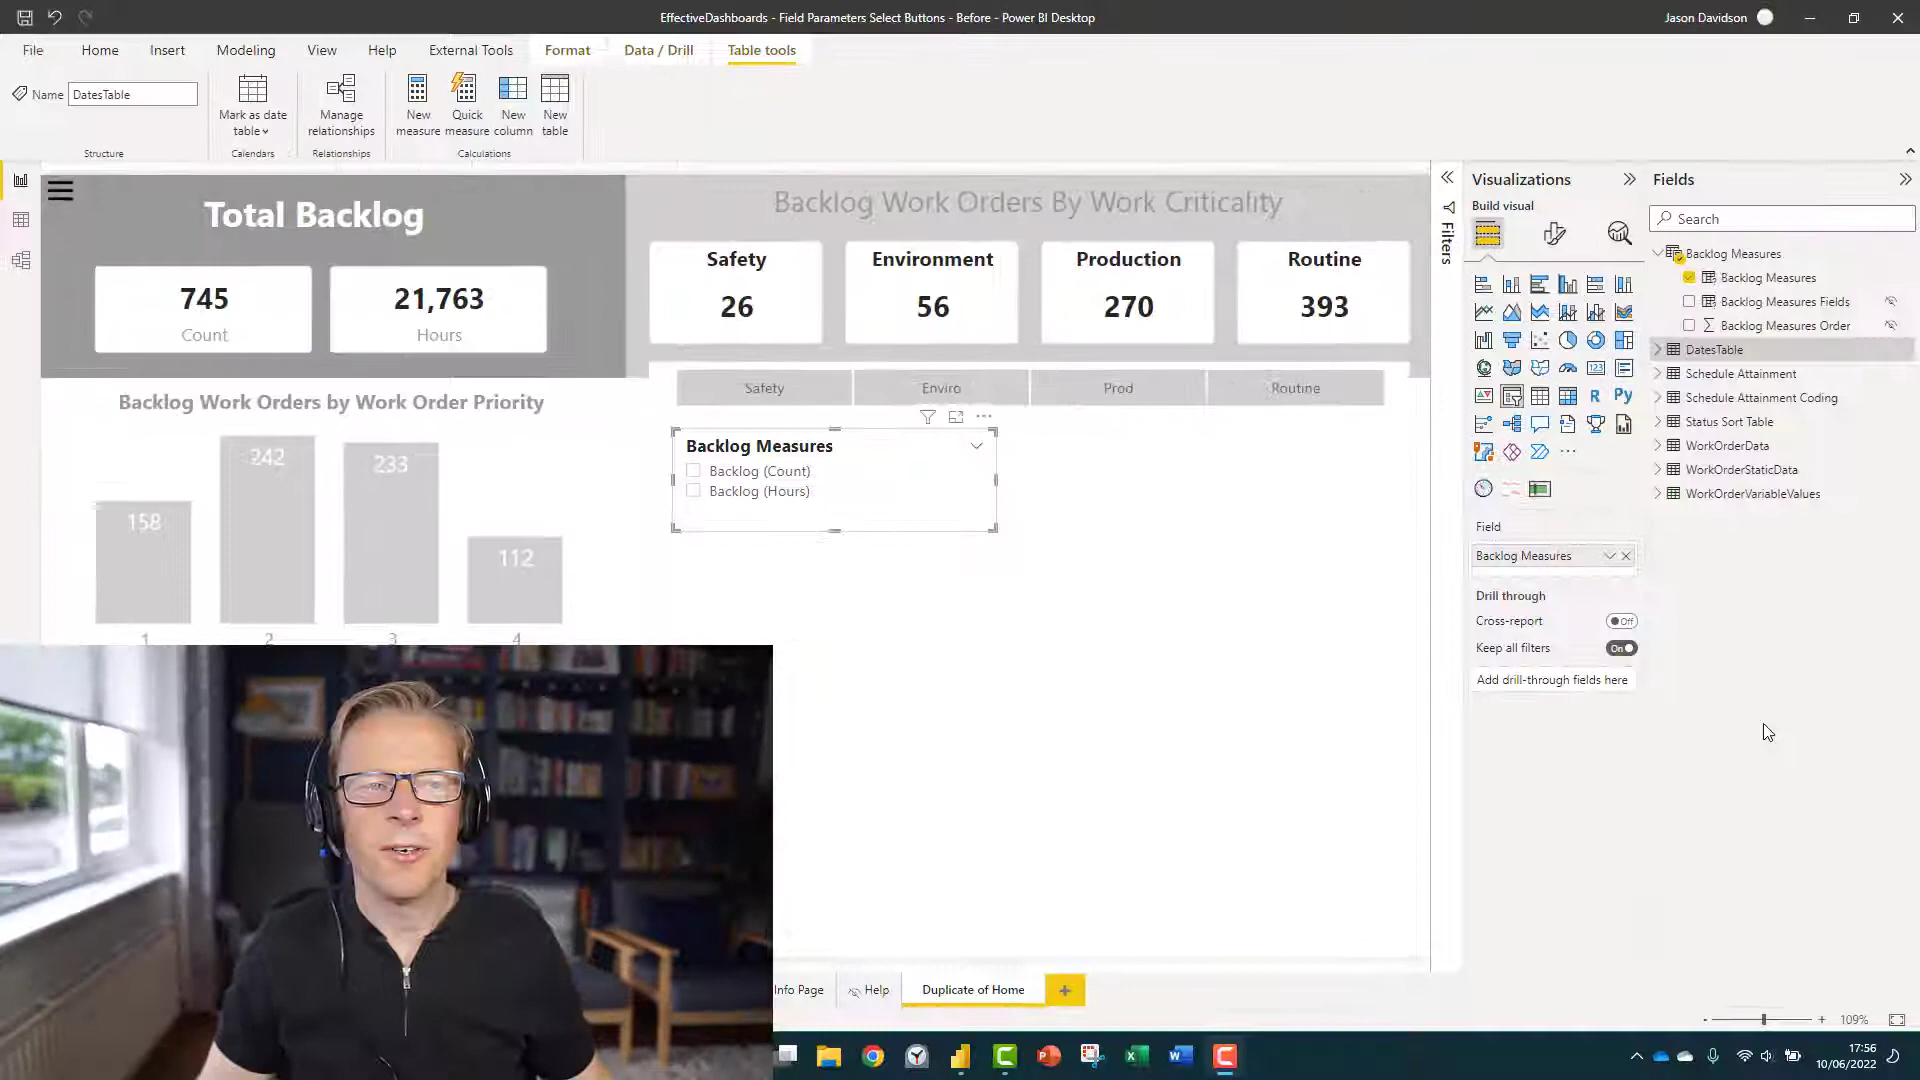 EffectiveDashboards - Field Parameters Select Buttons - Before - Power BI Desktop
Jason Davidson
File
Home
Insert
Modeling
View
Help
External Tools
Format
Data / Drill
Table tools
Name
DatesTable
Mark as date
table
Manage
relationships
New
measure
Quick
measure
New
column
New
table
Structure
Calendars
Relationships
Calculations
Total Backlog
745
Count
21,763
Hours
Backlog Work Orders By Work Criticality
Safety
26
Environment
56
Production
270
Routine
393
Safety
Enviro
Prod
Routine
Backlog Work Orders by Work Order Priority
158
242
233
112
1
2
3
4
Backlog Measures
Backlog (Count)
Backlog (Hours)
Filters
Visualizations
Build visual
R
Py
123
Field
Backlog Measures
Drill through
Cross-report
Off
Keep all filters
On
Add drill-through fields here
Fields
Search
Backlog Measures
Backlog Measures
Backlog Measures Fields
Backlog Measures Order
DatesTable
Schedule Attainment
Schedule Attainment Coding
Status Sort Table
WorkOrderData
WorkOrderStaticData
WorkOrderVariableValues
Info Page
Help
Duplicate of Home
109%
17:56
10/06/2022